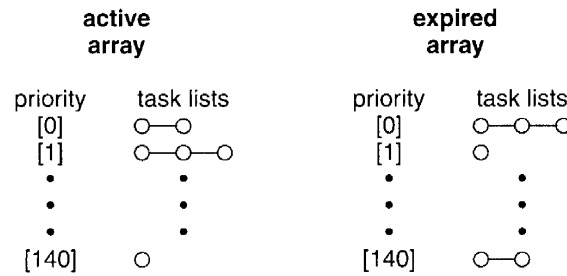 active array
priority task lists
[0]
[1]
[140]
expired array
priority task lists
[0]
[1]
[140]